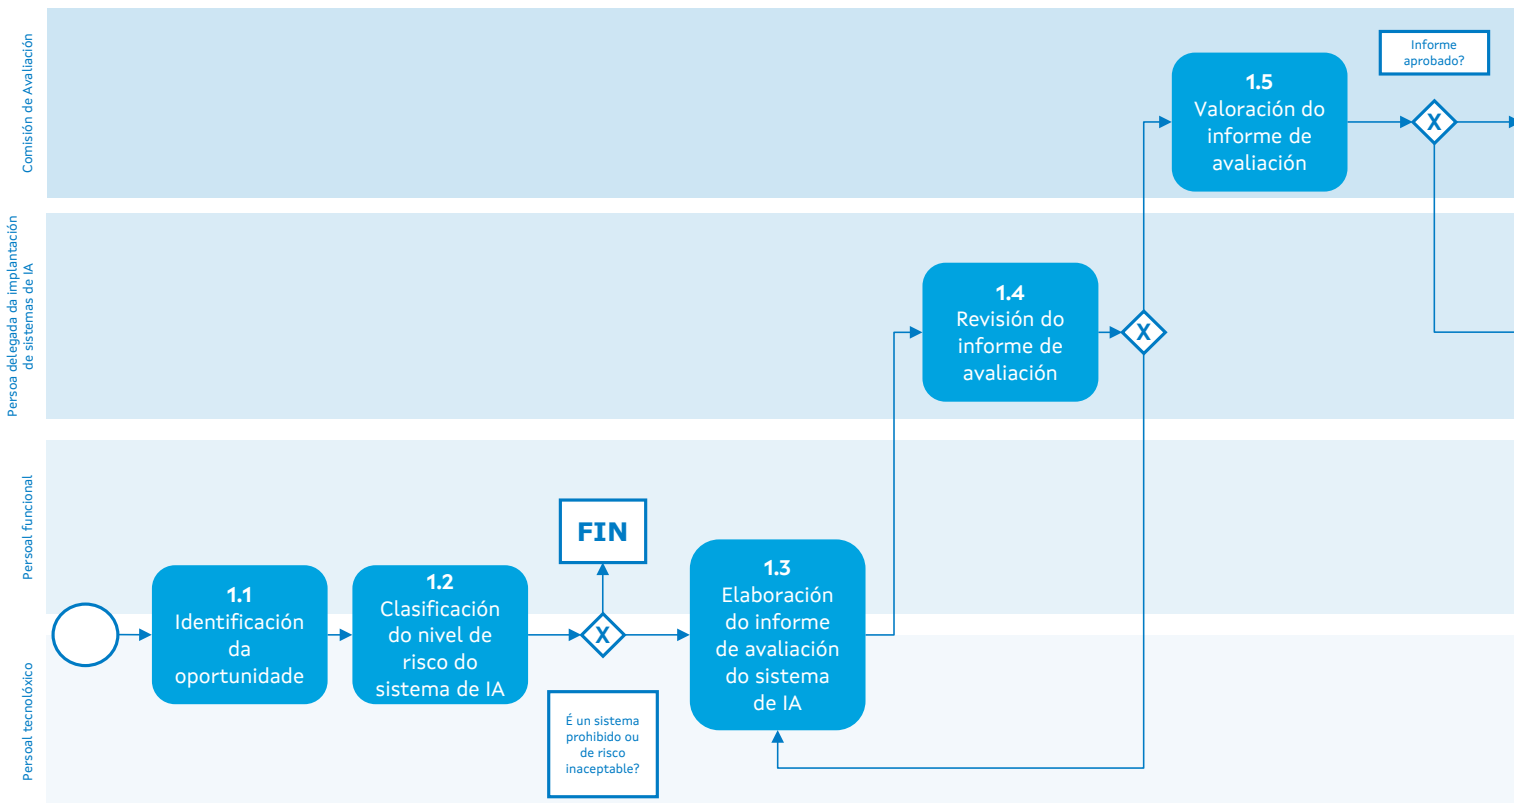 Comisión de Avaliación
Informe
aprobado?
1.5
Valoración do
informe de
avaliación
X
Persoa delegada da implantación
de sistemas de IA
1.4
Revisión do
informe de
avaliación
X
Persoal funcional
Persoal tecnolóxico
1.1
Identificación
da
oportunidade
1.2
Clasificación
do nivel de
risco do
sistema de IA
FIN
X
É un sistema
prohibido ou
de risco
inaceptable?
1.3
Elaboración
do informe
de avaliación
do sistema
de IA